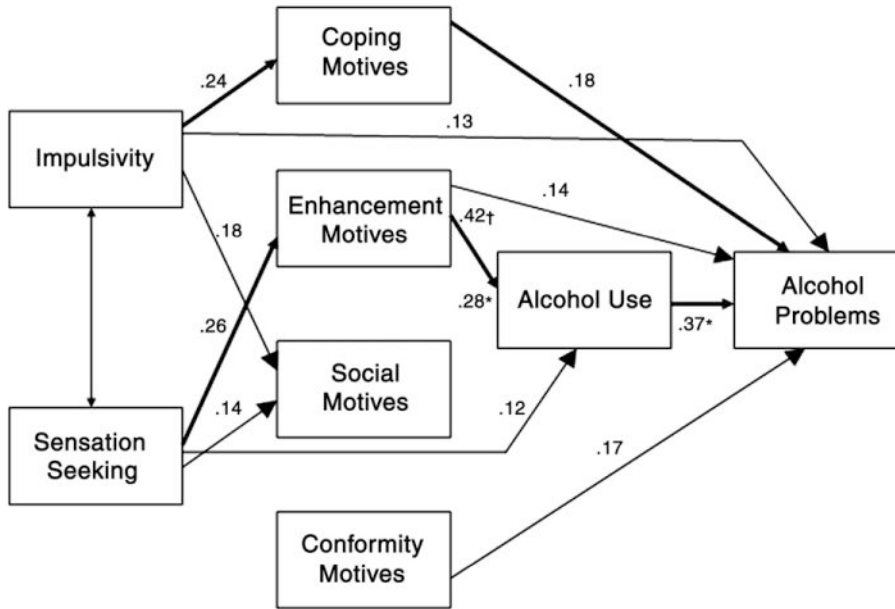 Coping
Motives
.24
.18
.13
Impulsivity
Enhancement
Motives
.14
.42†
.18
.28*
Alcohol Use
.37*
Alcohol
Problems
.26
Social
Motives
.14
.12
Sensation
Seeking
.17
Conformity
Motives